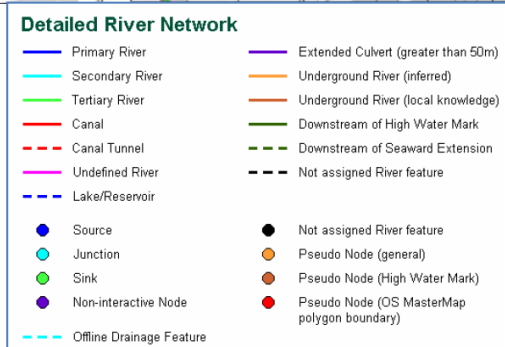 Detailed River Network
Primary River
Secondary River
Tertiary River
Canal
Canal Tunnel
Undefined River
Lake/Reservoir
Extended Culvert (greater than 50m)
Underground River (inferred)
Underground River (local knowledge)
Downstream of High Water Mark
Downstream of Seaward Extension
Not assigned River feature
Source
Junction
Sink
Non-interactive Node
Offline Drainage Feature
Not assigned River feature
Pseudo Node (general)
Pseudo Node (High Water Mark)
Pseudo Node (OS MasterMap
polygon boundary)